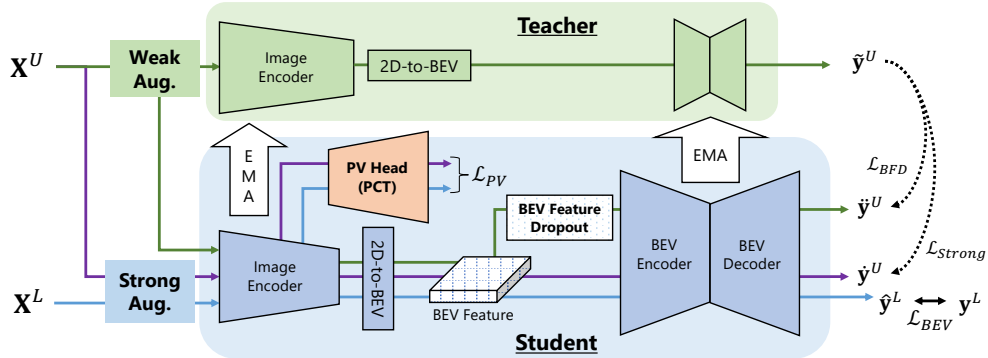 Teacher
X^U
Weak
Aug.
Image
Encoder
2D-to-BEV
ỹ^U
E
M
A
EMA
PV Head
(PCT)
ℒ_PV
ℒ_BFD
BEV Feature
Dropout
ÿ^U
2D-to-BEV
Image
Encoder
BEV
Encoder
BEV
Decoder
ℒ_Strong
Strong
Aug.
ẏ^U
X^L
BEV Feature
ŷ^L
y^L
ℒ_BEV
Student